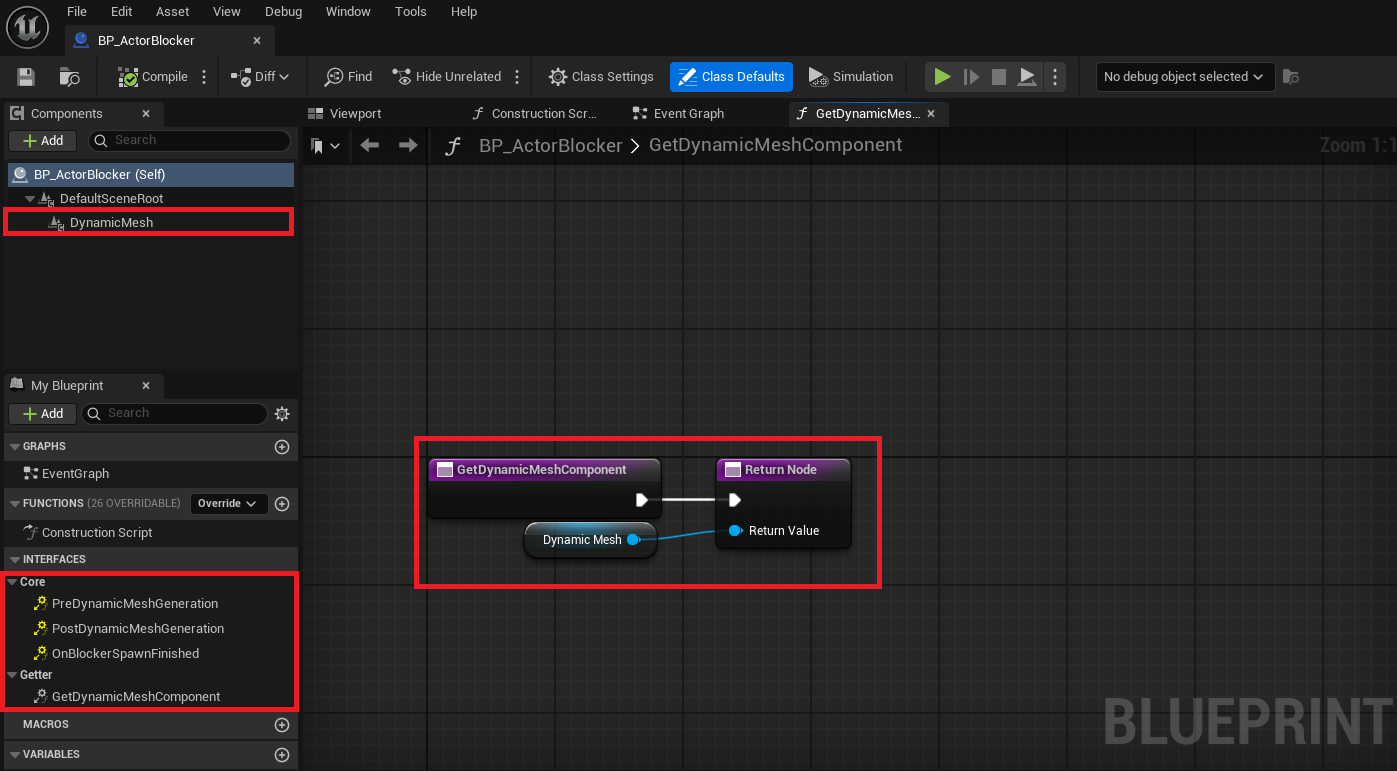 File Edit Asset View Debug Window Tools Help
BP_ActorBlocker
Compile Diff Find Hide Unrelated Class Settings Class Defaults Simulation No debug object selected
Components
Add Search
BP_ActorBlocker (Self)
DefaultSceneRoot
DynamicMesh
My Blueprint
Add Search
GRAPHS
EventGraph
FUNCTIONS (26 OVERRIDABLE) Override
Construction Script
INTERFACES
Core
PreDynamicMeshGeneration
PostDynamicMeshGeneration
OnBlockerSpawnFinished
Getter
GetDynamicMeshComponent
MACROS
VARIABLES
Viewport Construction Scr... Event Graph GetDynamicMes...
BP_ActorBlocker > GetDynamicMeshComponent Zoom 1:1
GetDynamicMeshComponent
Return Node
Dynamic Mesh
Return Value
BLUEPRINT